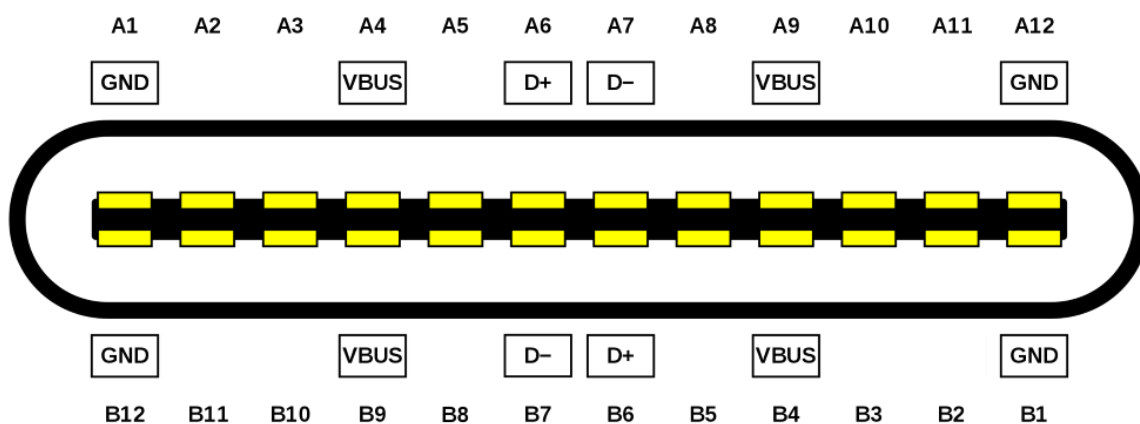 A1 A2 A3 A4 A5 A6 A7 A8 A9 A10 A11 A12
GND VBUS D+ D− VBUS GND
GND VBUS D− D+ VBUS GND
B12 B11 B10 B9 B8 B7 B6 B5 B4 B3 B2 B1